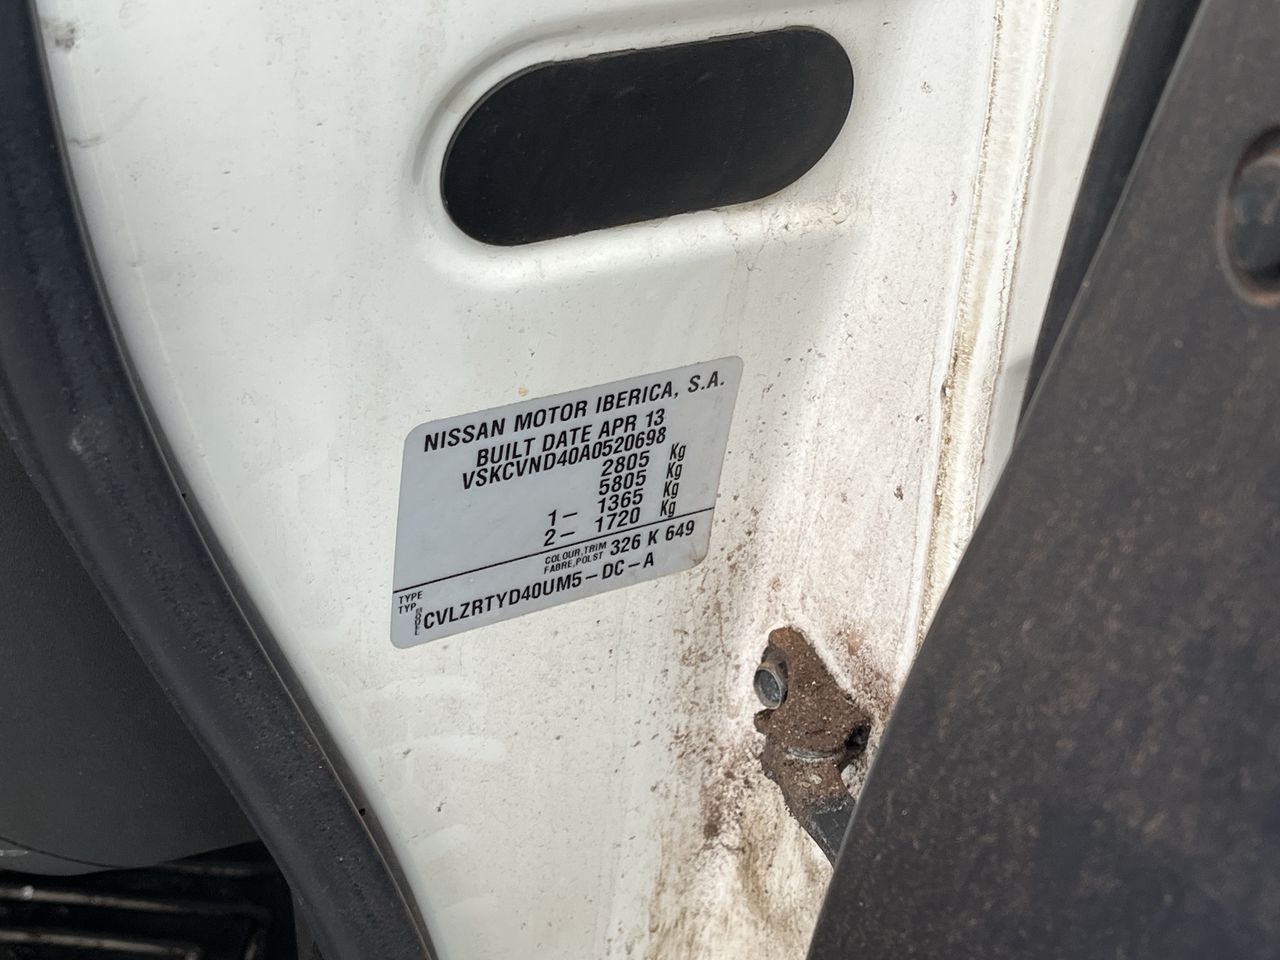 NISSAN MOTOR IBERICA, S.A.
BUILT DATE APR 13
VSKCVND40A0520698
2805 Kg
5805 Kg
1- 1365 Kg
2- 1720 Kg
COLOUR,TRIM
FABRE,POLST 326 K 649
TYPE
TYP
MODEL CVLZRTYD40UM5-DC-A